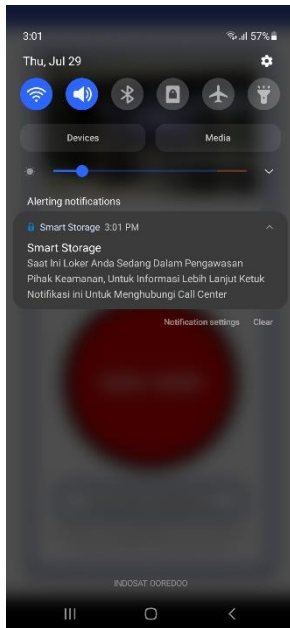 3:01 57%
Thu, Jul 29
Devices Media
Alerting notifications
Smart Storage 3:01 PM
Smart Storage
Saat Ini Loker Anda Sedang Dalam Pengawasan
Pihak Keamanan, Untuk Informasi Lebih Lanjut Ketuk
Notifikasi ini Untuk Menghubungi Call Center
Notification settings Clear
INDOSAT OOREDOO